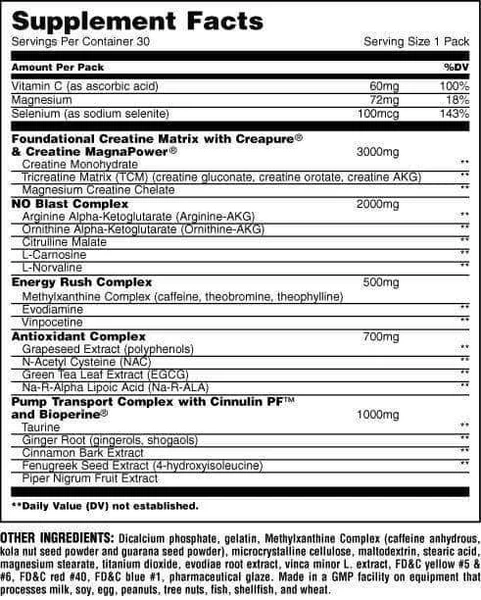 Supplement Facts
Servings Per Container 30 Serving Size 1 Pack
Amount Per Pack %DV
Vitamin C (as ascorbic acid) 60mg 100%
Magnesium 72mg 18%
Selenium (as sodium selenite) 100mcg 143%
Foundational Creatine Matrix with Creapure®
& Creatine MagnaPower® 3000mg
Creatine Monohydrate **
Tricreatine Matrix (TCM) (creatine gluconate, creatine orotate, creatine AKG) **
Magnesium Creatine Chelate **
NO Blast Complex 2000mg
Arginine Alpha-Ketoglutarate (Arginine-AKG) **
Ornithine Alpha-Ketoglutarate (Ornithine-AKG) **
Citrulline Malate **
L-Carnosine **
L-Norvaline **
Energy Rush Complex 500mg
Methylxanthine Complex (caffeine, theobromine, theophylline)
Evodiamine **
Vinpocetine **
Antioxidant Complex 700mg
Grapeseed Extract (polyphenols) **
N-Acetyl Cysteine (NAC) **
Green Tea Leaf Extract (EGCG) **
Na-R-Alpha Lipoic Acid (Na-R-ALA) **
Pump Transport Complex with Cinnulin PF™
and Bioperine® 1000mg
Taurine **
Ginger Root (gingerols, shogaols) **
Cinnamon Bark Extract **
Fenugreek Seed Extract (4-hydroxyisoleucine) **
Piper Nigrum Fruit Extract
**Daily Value (DV) not established.
OTHER INGREDIENTS: Dicalcium phosphate, gelatin, Methylxanthine Complex (caffeine anhydrous,
kola nut seed powder and guarana seed powder), microcrystalline cellulose, maltodextrin, stearic acid,
magnesium stearate, titanium dioxide, evodiae root extract, vinca minor L. extract, FD&C yellow #5 &
#6, FD&C red #40, FD&C blue #1, pharmaceutical glaze. Made in a GMP facility on equipment that
processes milk, soy, egg, peanuts, tree nuts, fish, shellfish, and wheat.